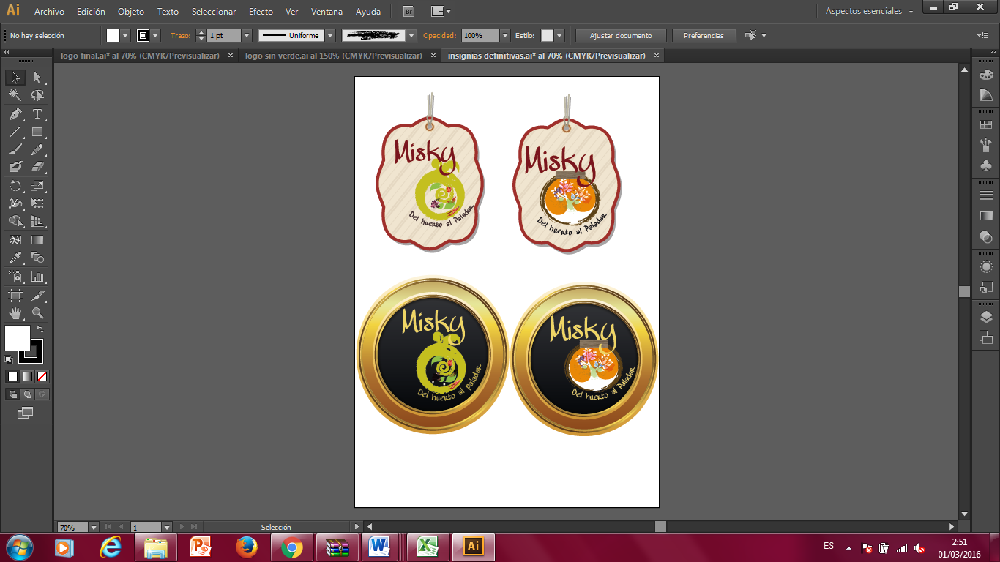 Ai Archivo Edición Objeto Texto Seleccionar Efecto Ver Ventana Ayuda Br Aspectos esenciales
No hay selección Trazo: 1 pt Uniforme Opacidad: 100% Estilo: Ajustar documento Preferencias
logo final.ai* al 70% (CMYK/Previsualizar) logo sin verde.ai al 150% (CMYK/Previsualizar) insignias definitivas.ai* al 70% (CMYK/Previsualizar)
Misky
Del huerto al Paladar
Misky
Del huerto al Paladar
Misky
Del huerto al Paladar
Misky
Del huerto al Paladar
70% 1 Selección
Ai ES 2:51
01/03/2016